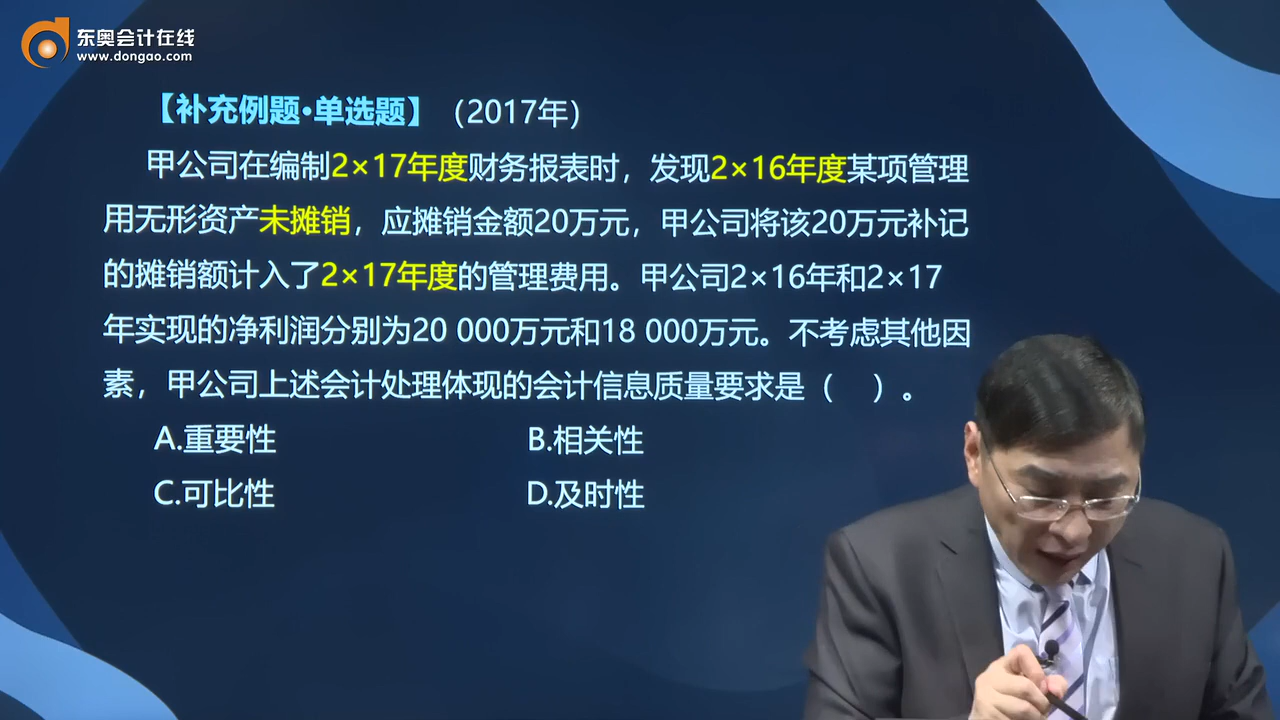 东奥会计在线
www.dongao.com
【补充例题•单选题】（2017年）
甲公司在编制2×17年度财务报表时，发现2×16年度某项管理
用无形资产未摊销，应摊销金额20万元，甲公司将该20万元补记
的摊销额计入了2×17年度的管理费用。甲公司2×16年和2×17
年实现的净利润分别为20 000万元和18 000万元。不考虑其他因
素，甲公司上述会计处理体现的会计信息质量要求是（　）。
A.重要性
B.相关性
C.可比性
D.及时性